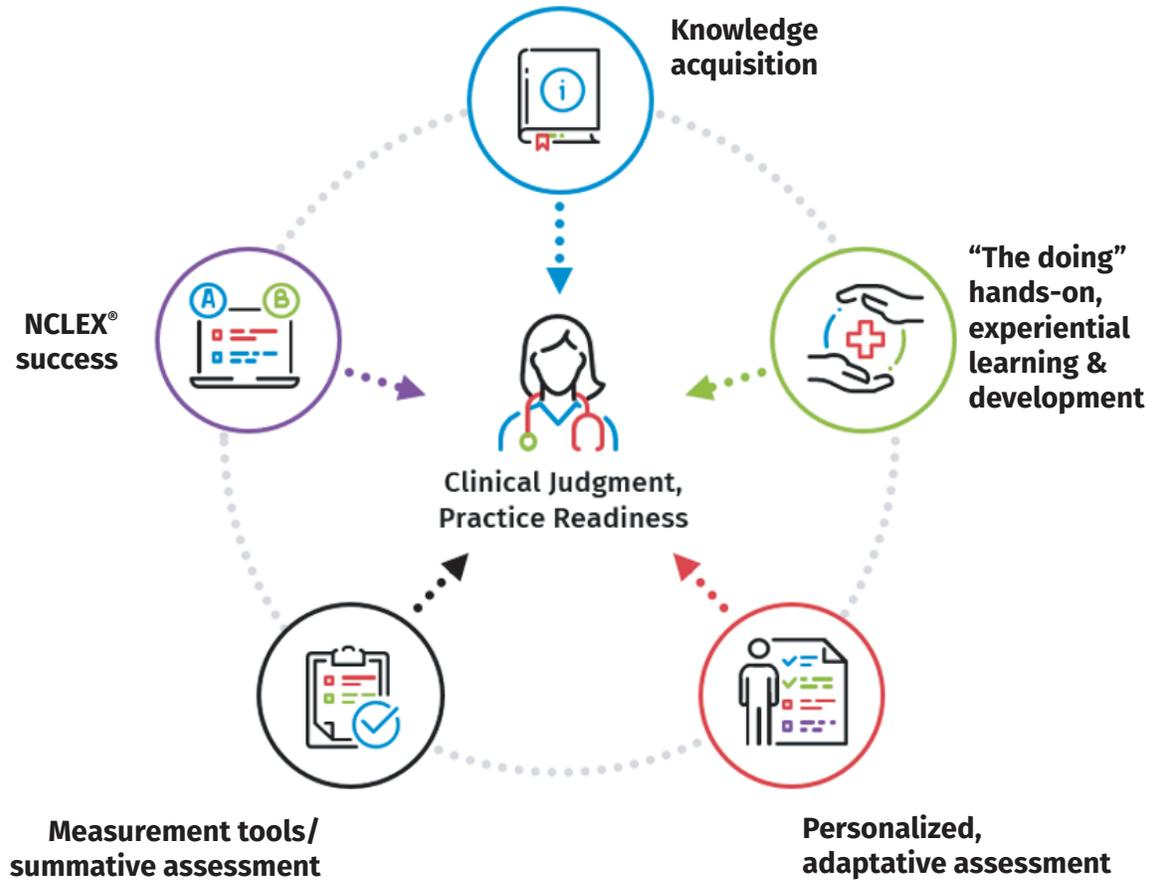 Knowledge
acquisition
i
“The doing”
hands-on,
experiential
learning &
development
A B
NCLEX®
success
Clinical Judgment,
Practice Readiness
Measurement tools/
summative assessment
Personalized,
adaptative assessment